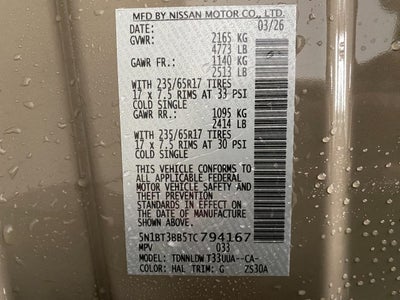 MFD BY NISSAN MOTOR CO., LTD.
DATE: 03/26
GVWR: 2165 KG
4773 LB
GAWR FR.: 1140 KG
2513 LB
WITH 235/65R17 TIRES
17 x 7.5 RIMS AT 33 PSI
COLD SINGLE
GAWR RR.: 1095 KG
2414 LB
WITH 235/65R17 TIRES
17 x 7.5 RIMS AT 30 PSI
COLD SINGLE
THIS VEHICLE CONFORMS TO
ALL APPLICABLE FEDERAL
MOTOR VEHICLE SAFETY AND
THEFT PREVENTION
STANDARDS IN EFFECT ON
THE DATE OF MANUFACTURE
SHOWN ABOVE.
5N1BT3BB5TC794167
MPV 033
MODEL: TDNNLDW T33UUA--CA-
COLOR: HAL TRIM: G ZS30A